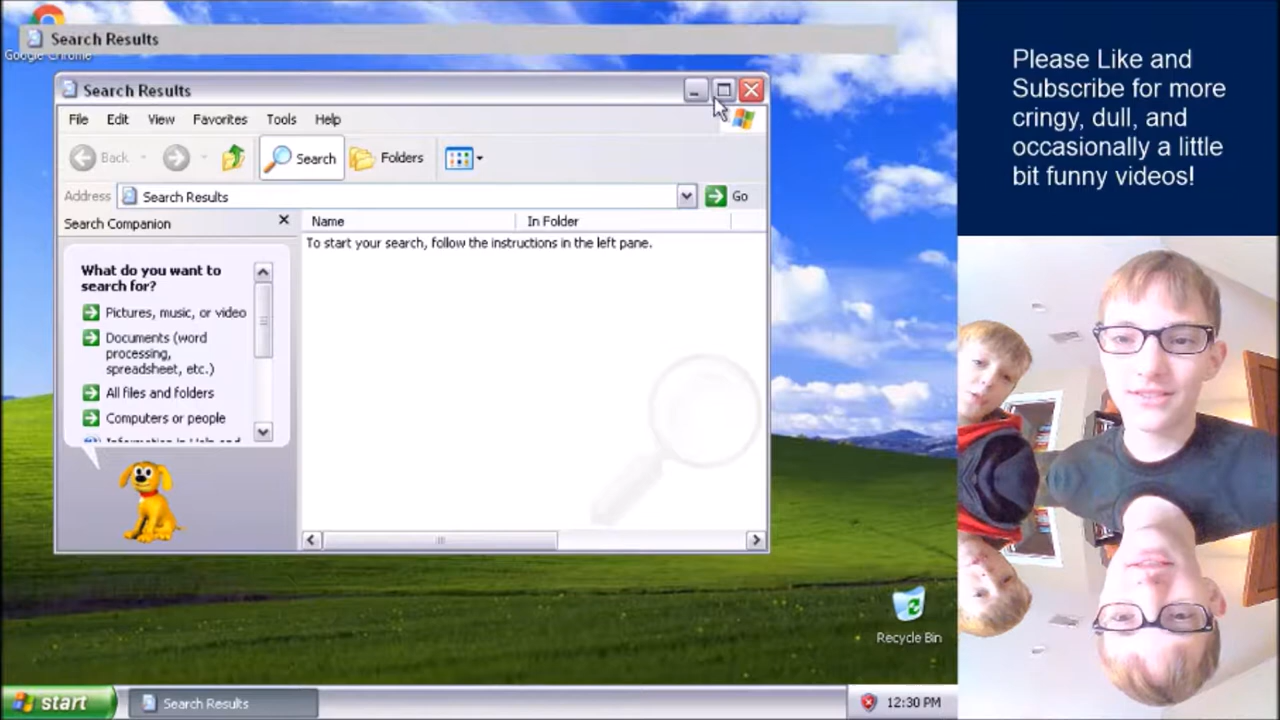 Search Results
Google Chrome
Search Results
File Edit View Favorites Tools Help
Back Search Folders
Address Search Results Go
Search Companion
Name In Folder
To start your search, follow the instructions in the left pane.
What do you want to
search for?
Pictures, music, or video
Documents (word
processing,
spreadsheet, etc.)
All files and folders
Computers or people
Information in Help and
Recycle Bin
start Search Results 12:30 PM
Please Like and
Subscribe for more
cringy, dull, and
occasionally a little
bit funny videos!